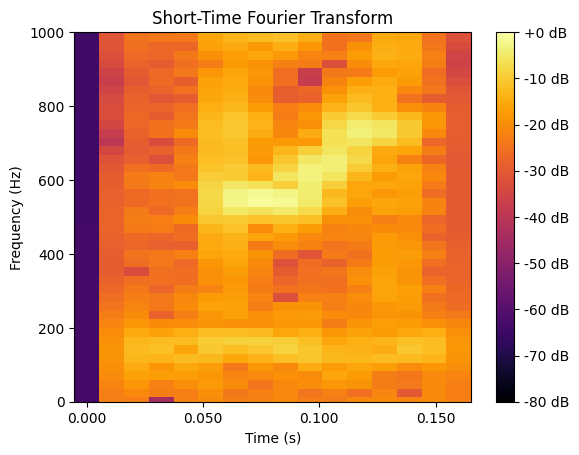 Short-Time Fourier Transform
1000
800
600
400
200
0
Frequency (Hz)
0.000
0.050
0.100
0.150
Time (s)
+0 dB
-10 dB
-20 dB
-30 dB
-40 dB
-50 dB
-60 dB
-70 dB
-80 dB